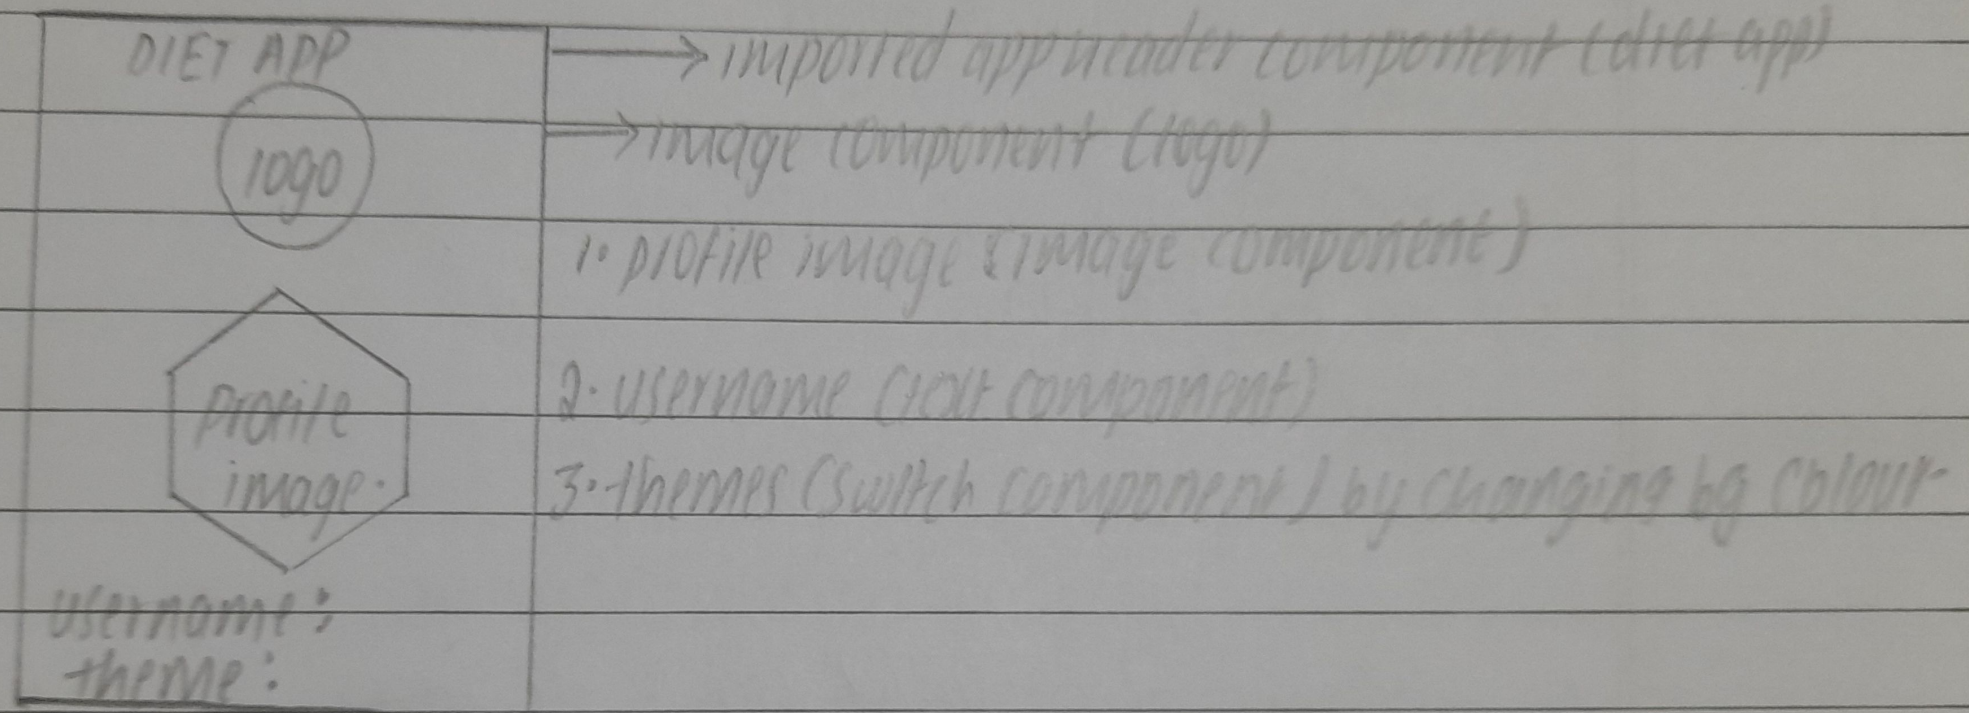 DIET APP
logo
profile
image.
username:
theme:
→ imported appheader component (diet app)
→ image component (logo)
1. profile image (image component)
2. username (text component)
3. themes (switch component) by changing bg colour.